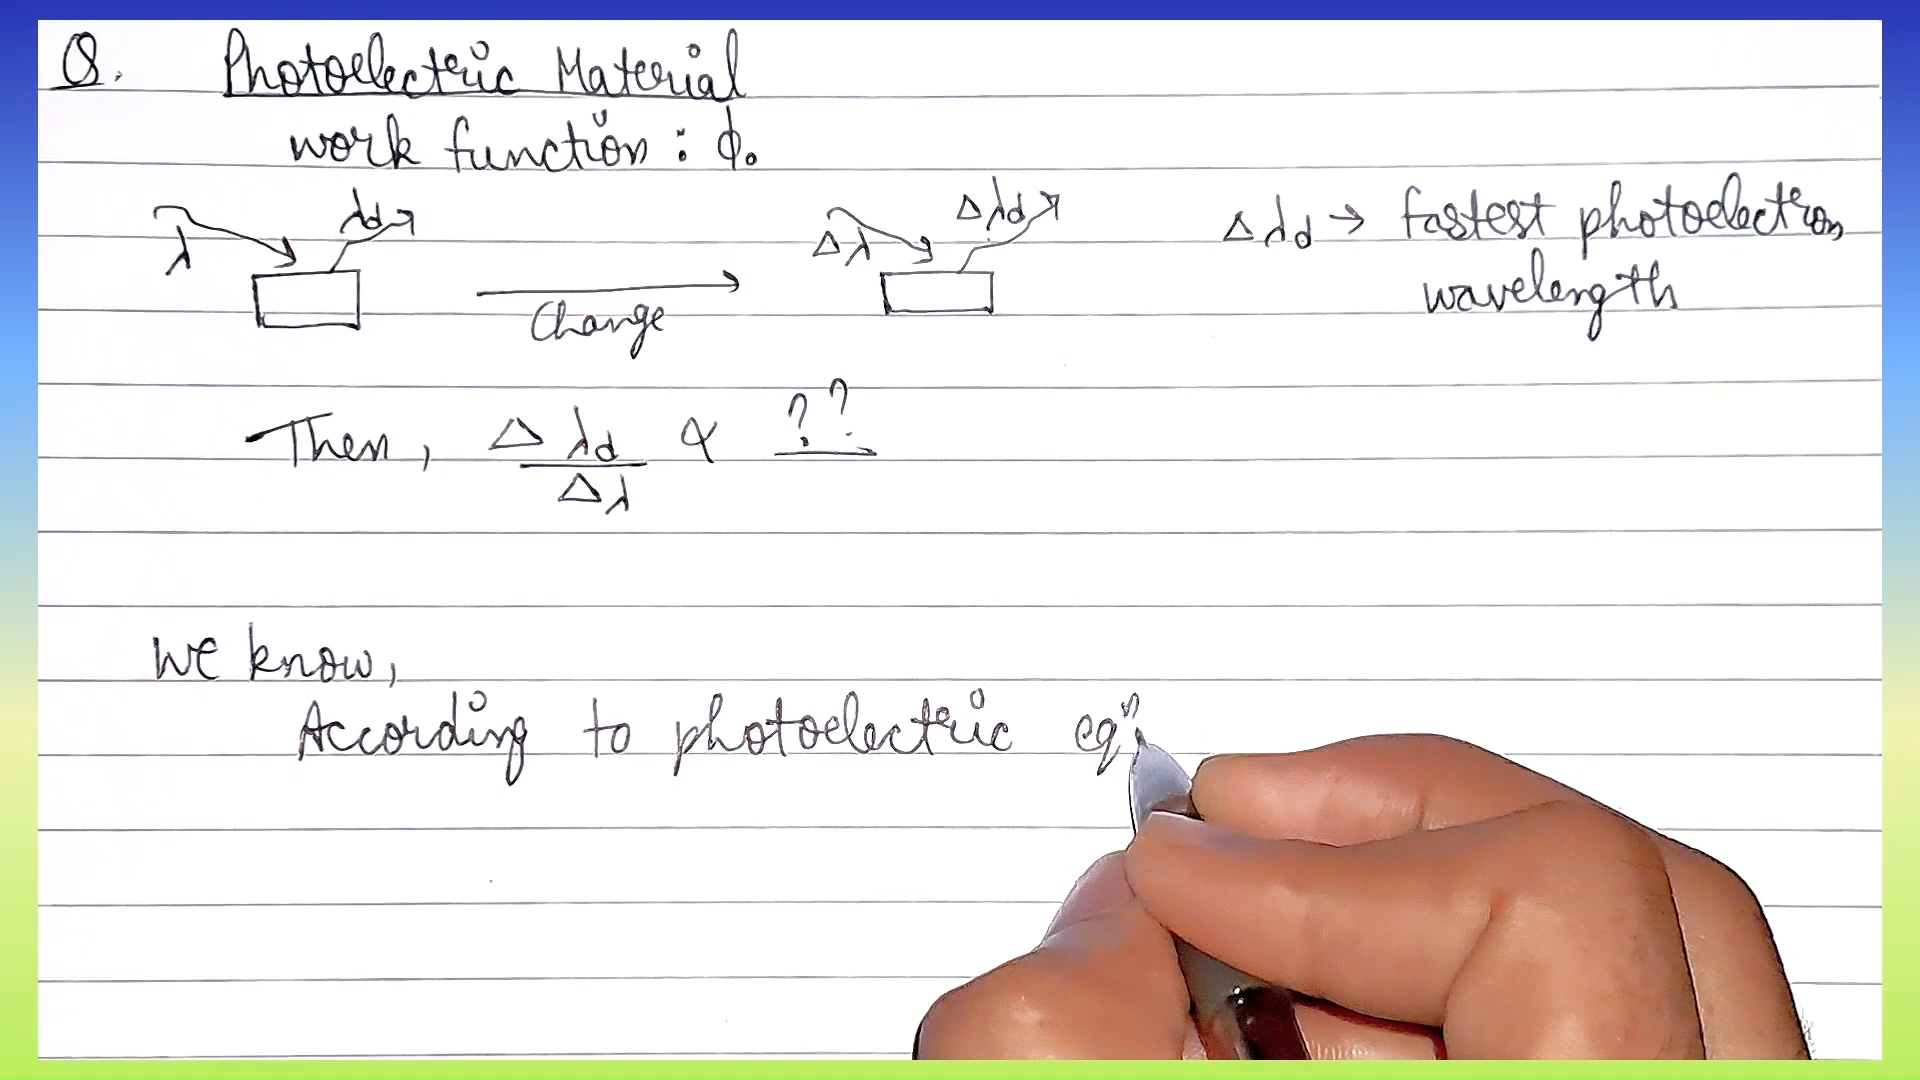 Q. Photoelectric Material
work function : ϕ₀
λ λd Change Δλ Δλd
Δλd → fastest photoelectron
wavelength
Then, Δλd / Δλ ∝ ??
We know,
According to photoelectric eqⁿ,